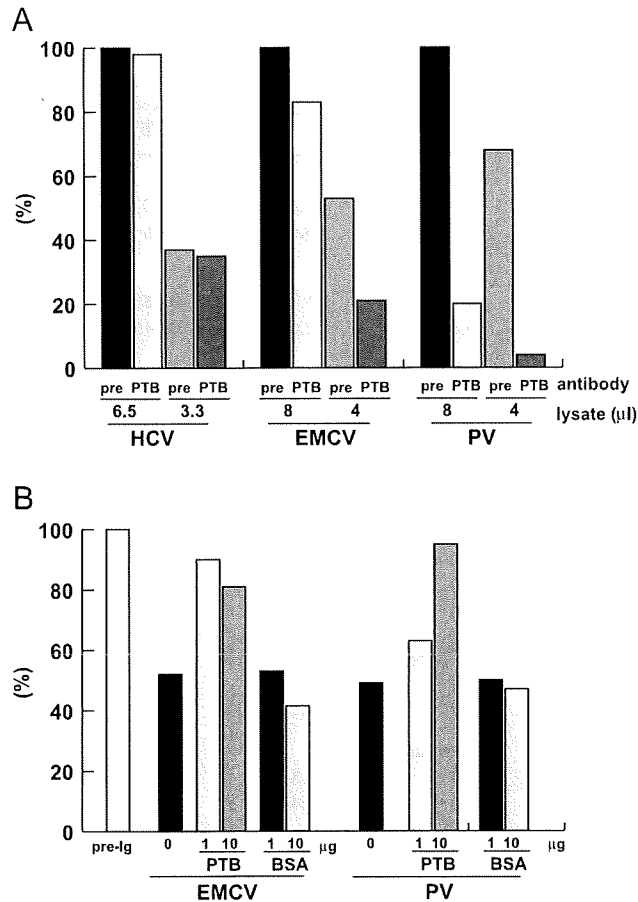 A
100
80
60
40
20
0
(%)
pre PTB pre PTB pre PTB pre PTB pre PTB pre PTB antibody
6.5 3.3 8 4 8 4 lysate (µl)
HCV EMCV PV
B
100
80
60
40
20
0
(%)
pre-Ig 0 1 10 1 10 µg 0 1 10 1 10 µg
PTB BSA PTB BSA
EMCV PV